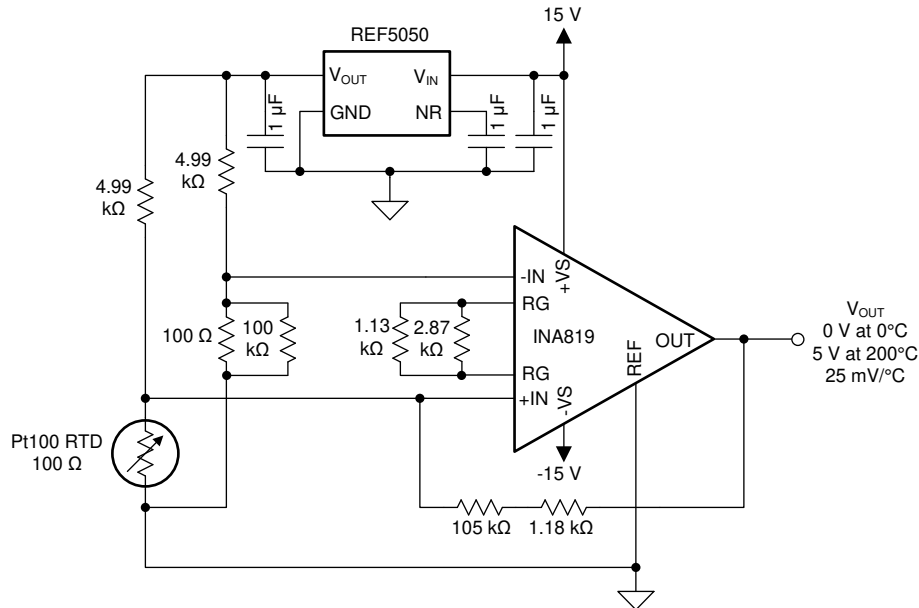 15 V
REF5050
VOUT
VIN
GND
NR
1 µF
1 µF
1 µF
4.99
kΩ
4.99
kΩ
-IN
+VS
RG
100 Ω
100
kΩ
1.13
kΩ
2.87
kΩ
INA819
OUT
REF
RG
+IN
-VS
VOUT
0 V at 0°C
5 V at 200°C
25 mV/°C
Pt100 RTD
100 Ω
-15 V
105 kΩ
1.18 kΩ